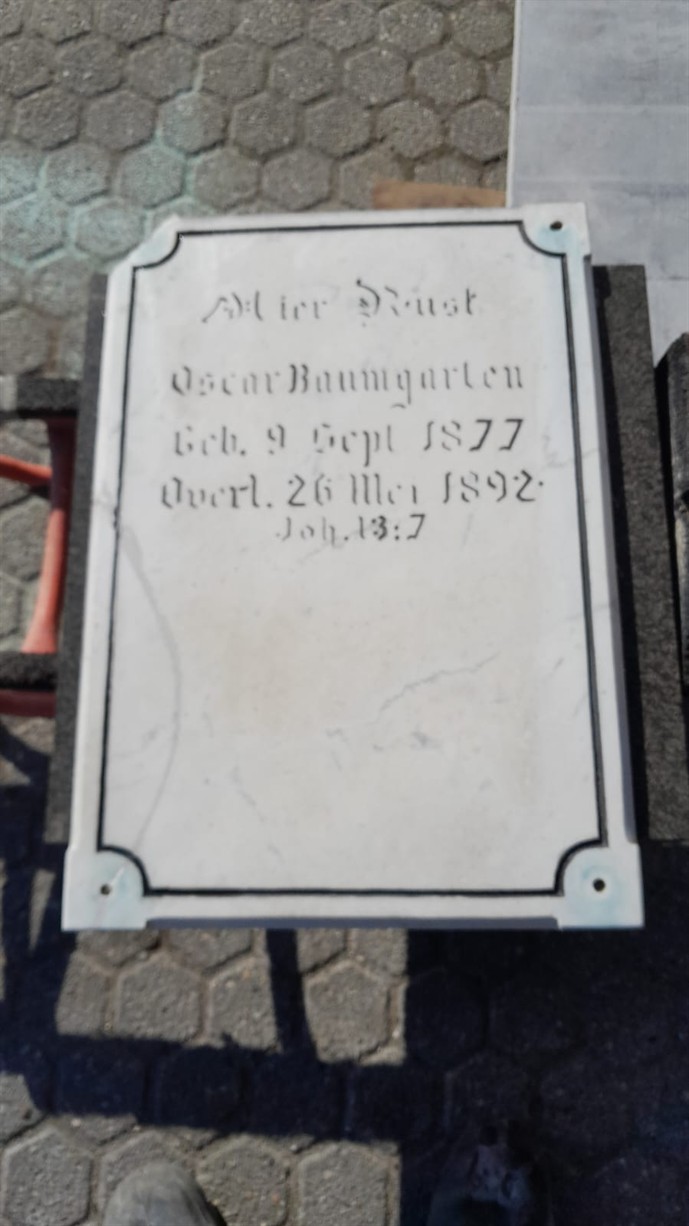 Hier Rust
Oscar Baumgarten
Geb. 9 Sept 1877
Overl. 26 Mei 1892.
Joh. 13:7